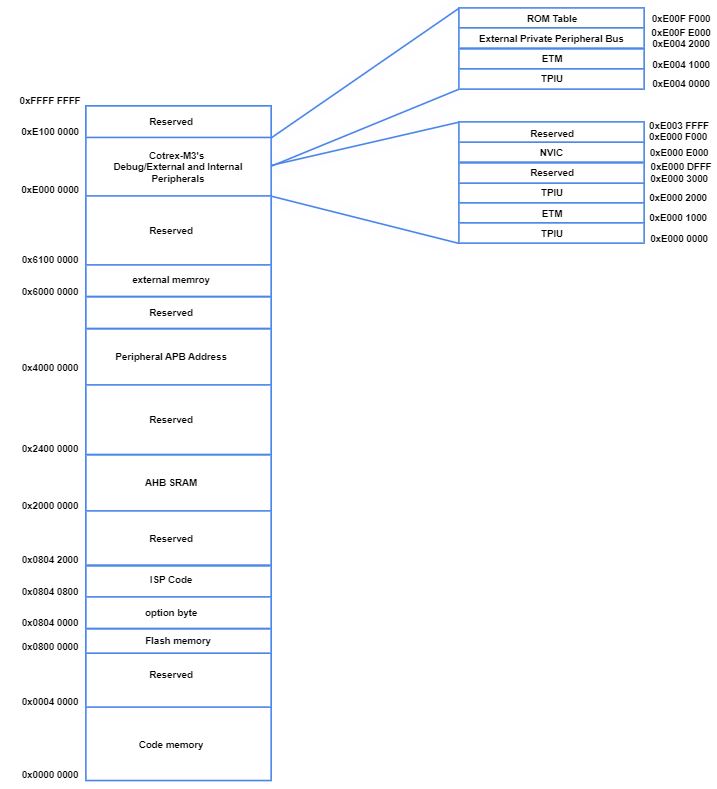 ROM Table
0xE00F F000
External Private Peripheral Bus
0xE00F E000
0xE004 2000
ETM
0xE004 1000
TPIU
0xE004 0000
0xFFFF FFFF
Reserved
0xE100 0000
Cotrex-M3's
Debug/External and Internal
Peripherals
0xE000 0000
0xE003 FFFF
Reserved
0xE000 F000
NVIC
0xE000 E000
Reserved
0xE000 DFFF
0xE000 3000
TPIU
0xE000 2000
ETM
0xE000 1000
TPIU
0xE000 0000
Reserved
0x6100 0000
external memroy
0x6000 0000
Reserved
Peripheral APB Address
0x4000 0000
Reserved
0x2400 0000
AHB SRAM
0x2000 0000
Reserved
0x0804 2000
ISP Code
0x0804 0800
option byte
0x0804 0000
Flash memory
0x0800 0000
Reserved
0x0004 0000
Code memory
0x0000 0000